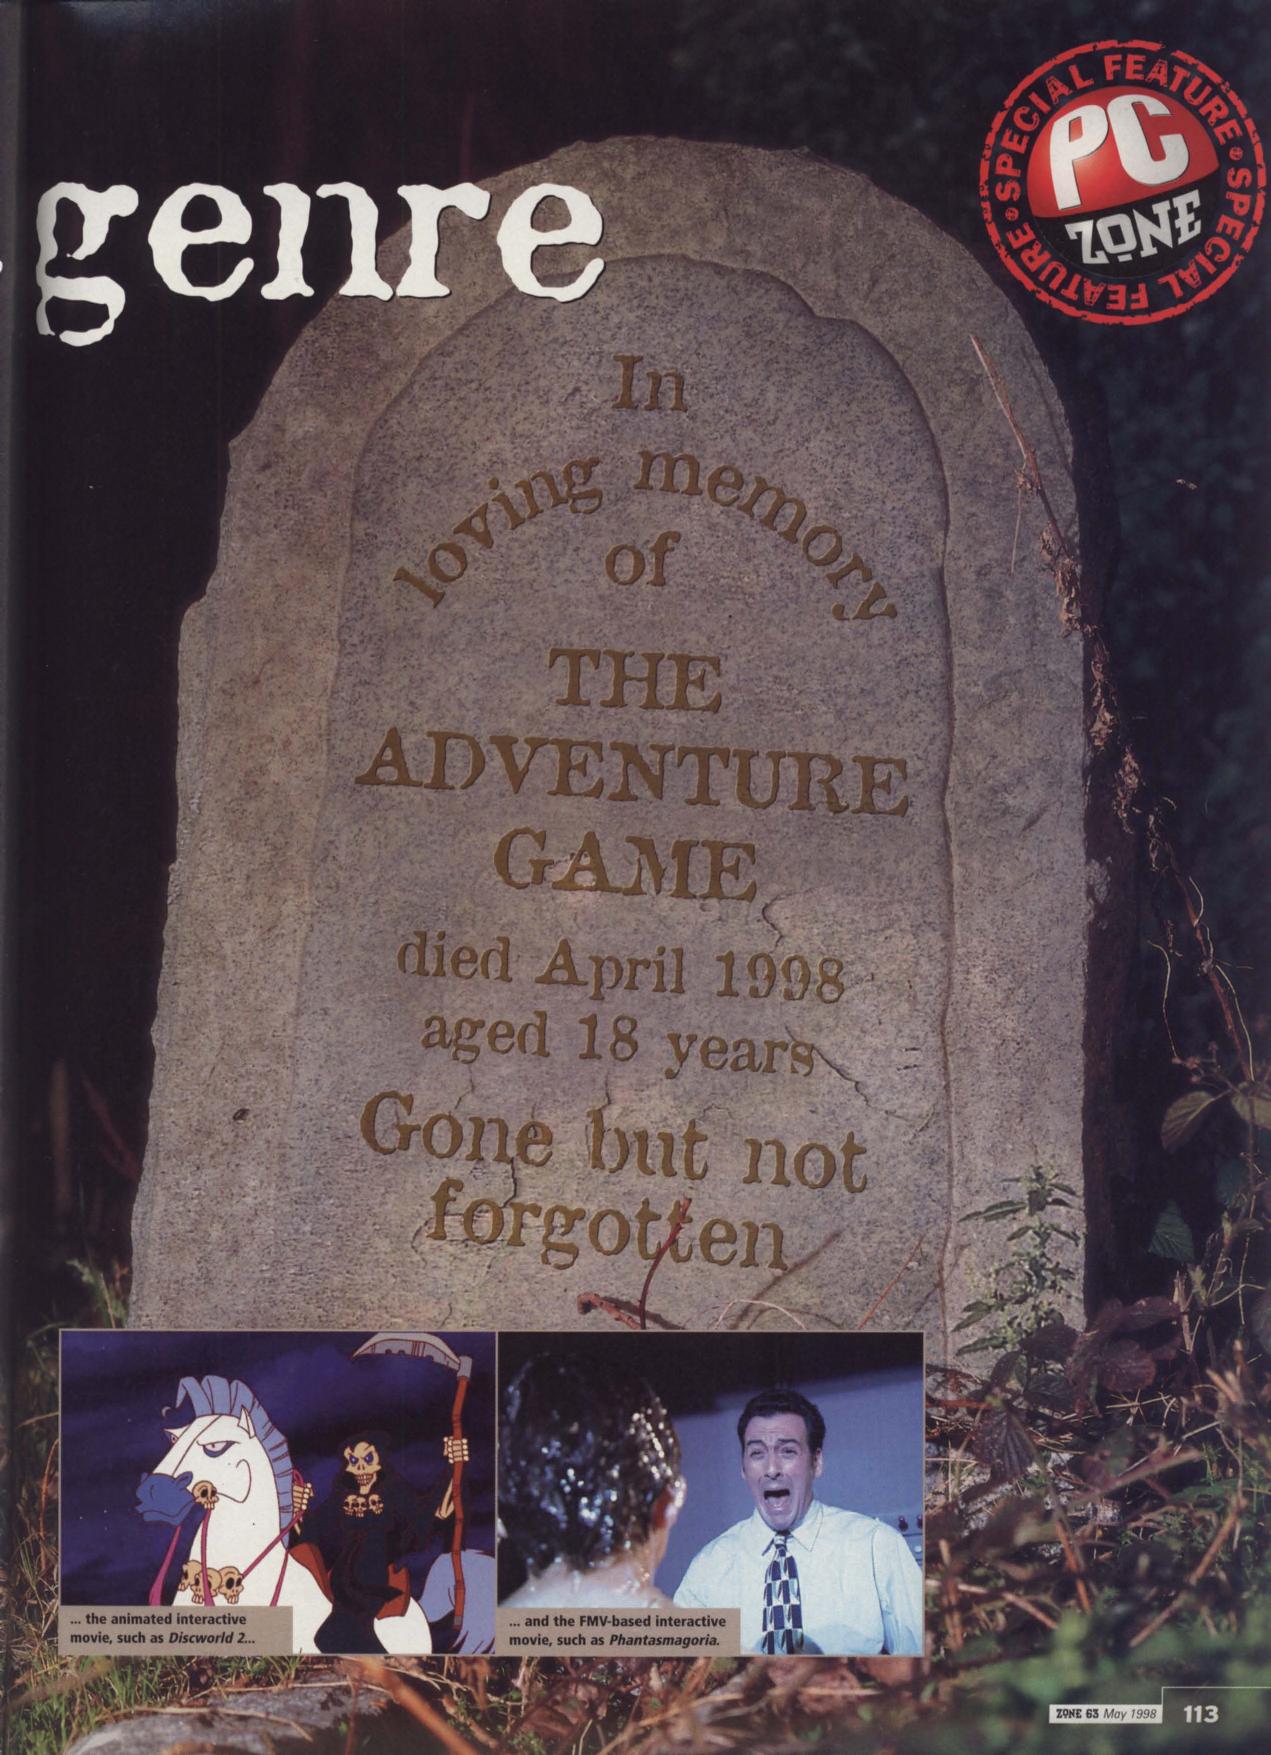 genre
SPECIAL FEATURE • SPECIAL FEATURE •
PC
ZONE
In
loving memory
of
THE
ADVENTURE
GAME
died April 1998
aged 18 years
Gone but not
forgotten
... the animated interactive
movie, such as Discworld 2...
... and the FMV-based interactive
movie, such as Phantasmagoria.
ZONE 63 May 1998 113